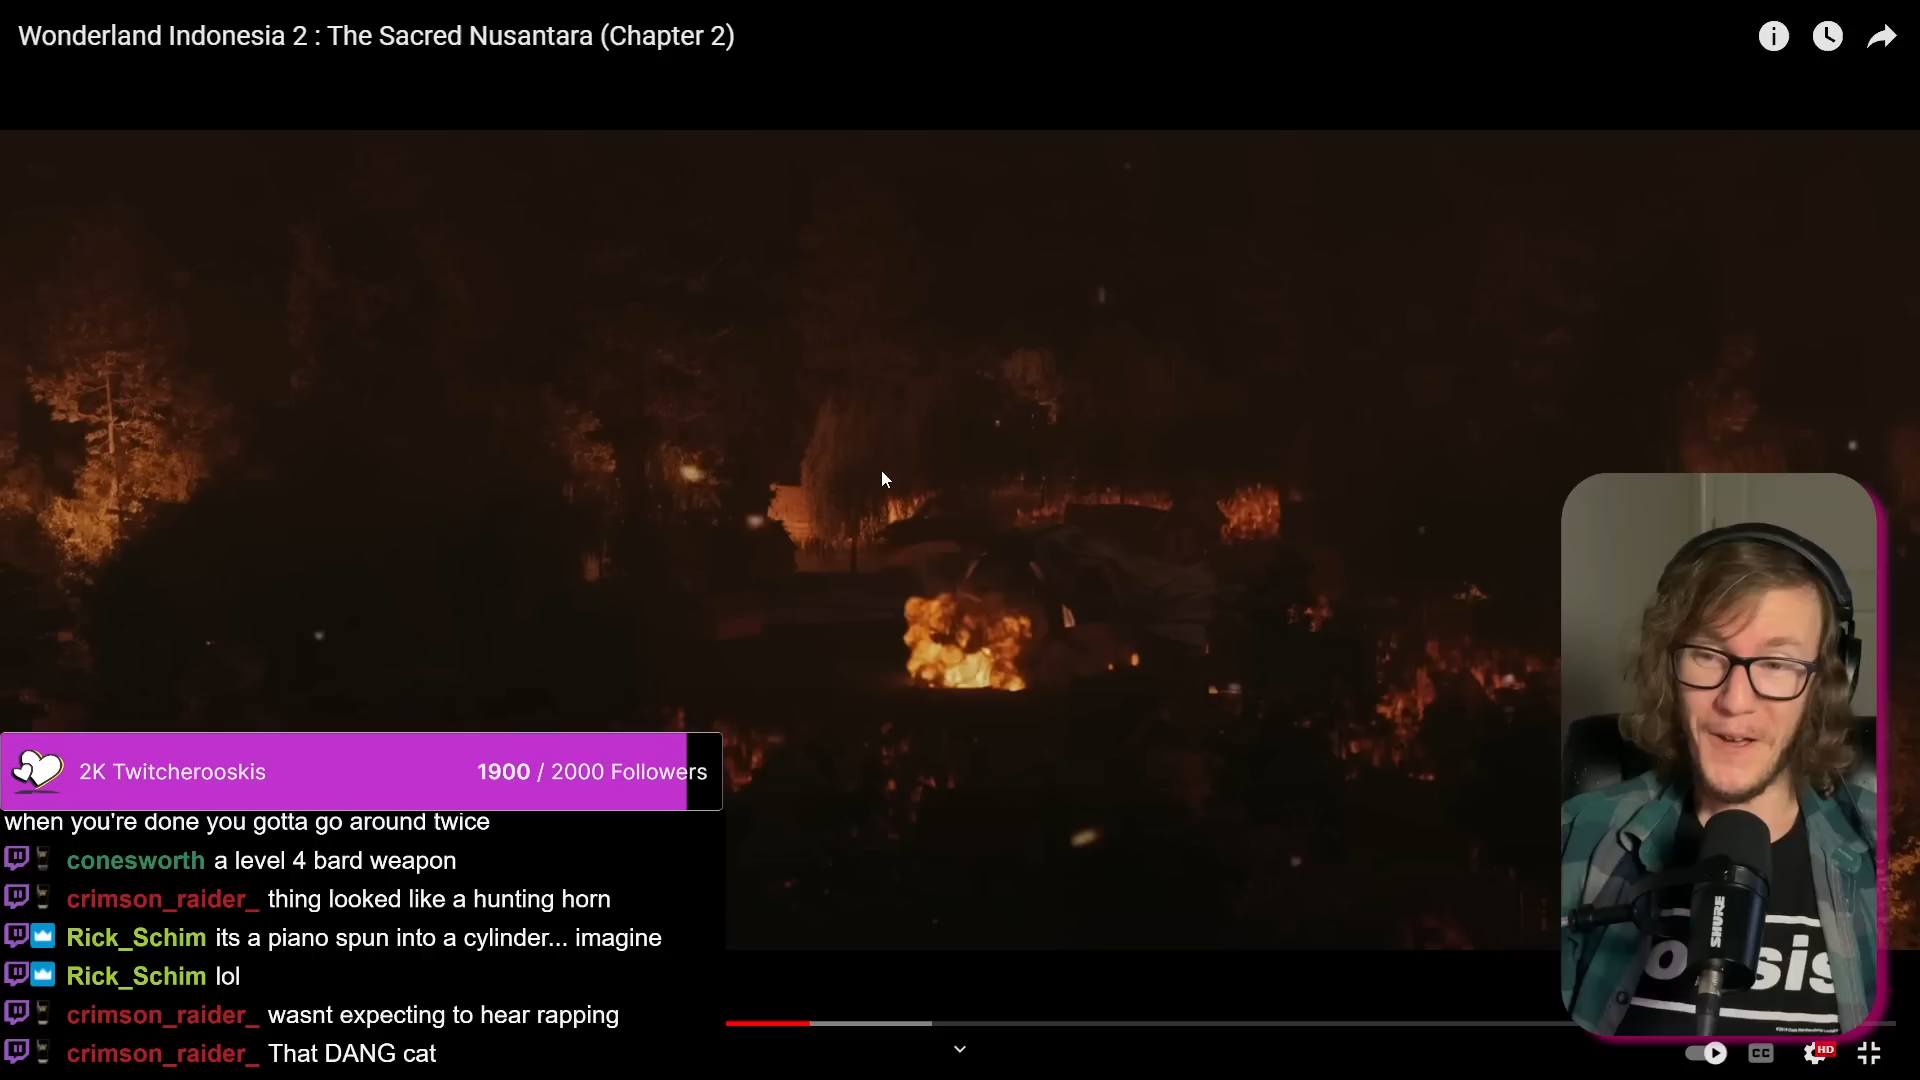 Wonderland Indonesia 2 : The Sacred Nusantara (Chapter 2)
2K Twitcherooskis 1900 / 2000 Followers
when you're done you gotta go around twice
conesworth a level 4 bard weapon
crimson_raider_ thing looked like a hunting horn
Rick_Schim its a piano spun into a cylinder... imagine
Rick_Schim lol
crimson_raider_ wasnt expecting to hear rapping
crimson_raider_ That DANG cat
SHURE
oasis
CC
HD